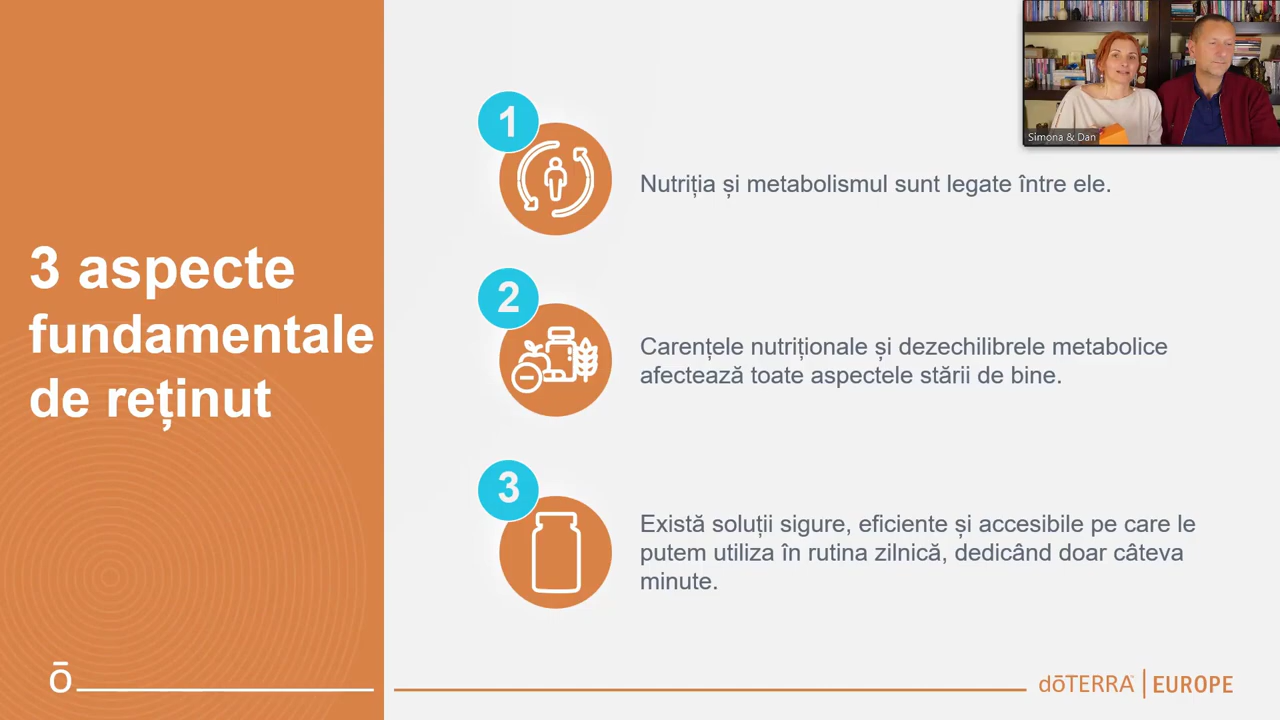 3 aspecte
fundamentale
de reținut
1
Nutriția și metabolismul sunt legate între ele.
2
Carențele nutriționale și dezechilibrele metabolice
afectează toate aspectele stării de bine.
3
Există soluții sigure, eficiente și accesibile pe care le
putem utiliza în rutina zilnică, dedicând doar câteva
minute.
Simona & Dan
ō
dōTERRA | EUROPE